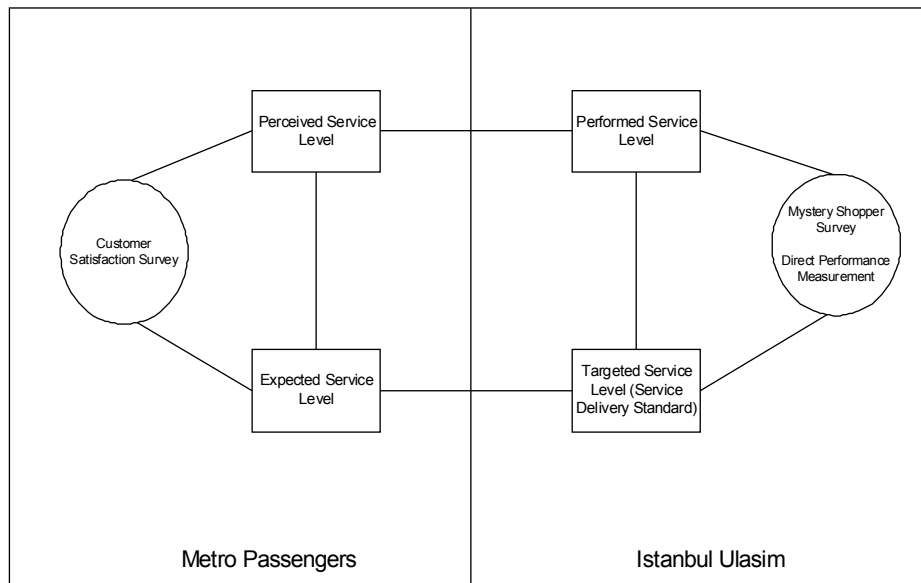 Perceived Service
Level
Performed Service
Level
Customer
Satisfaction Survey
Mystery Shopper
Survey
Direct Performance
Measurement
Expected Service
Level
Targeted Service
Level (Service
Delivery Standard)
Metro Passengers
Istanbul Ulasim